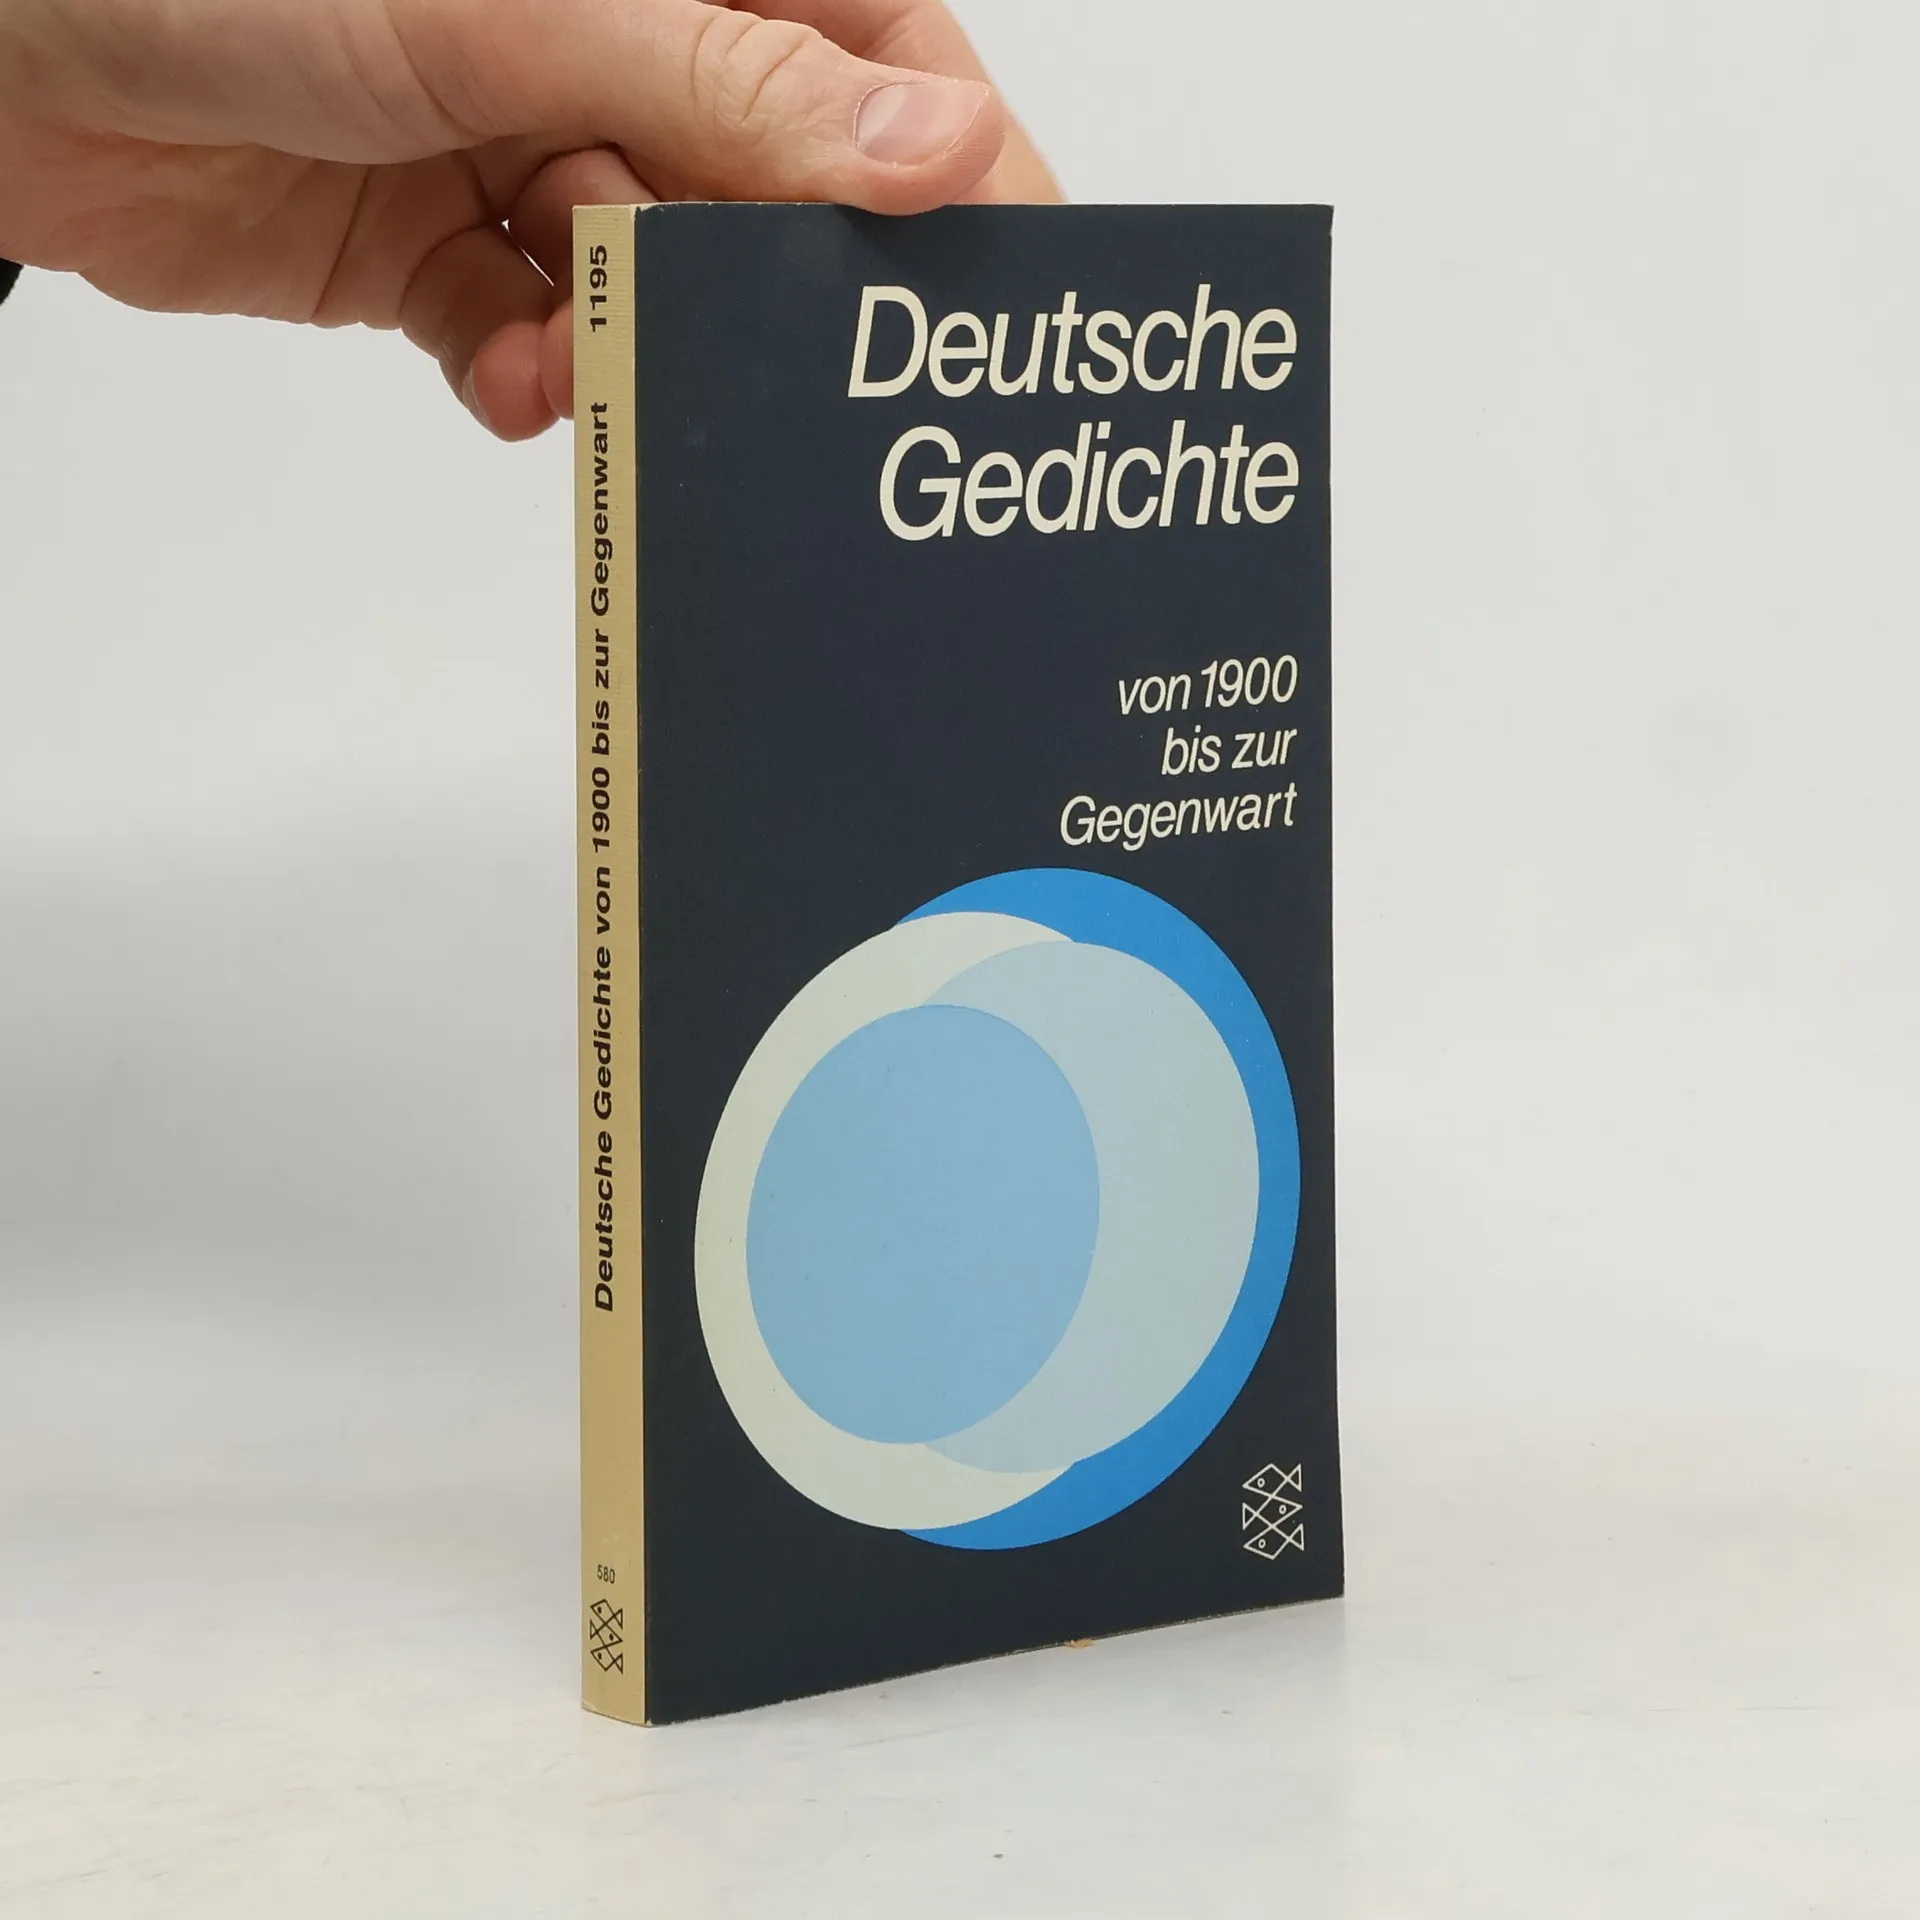 Deutsche
Gedichte
von 1900
bis zur
Gegenwart
Deutsche Gedichte von 1900 bis zur Gegenwart 1195
580